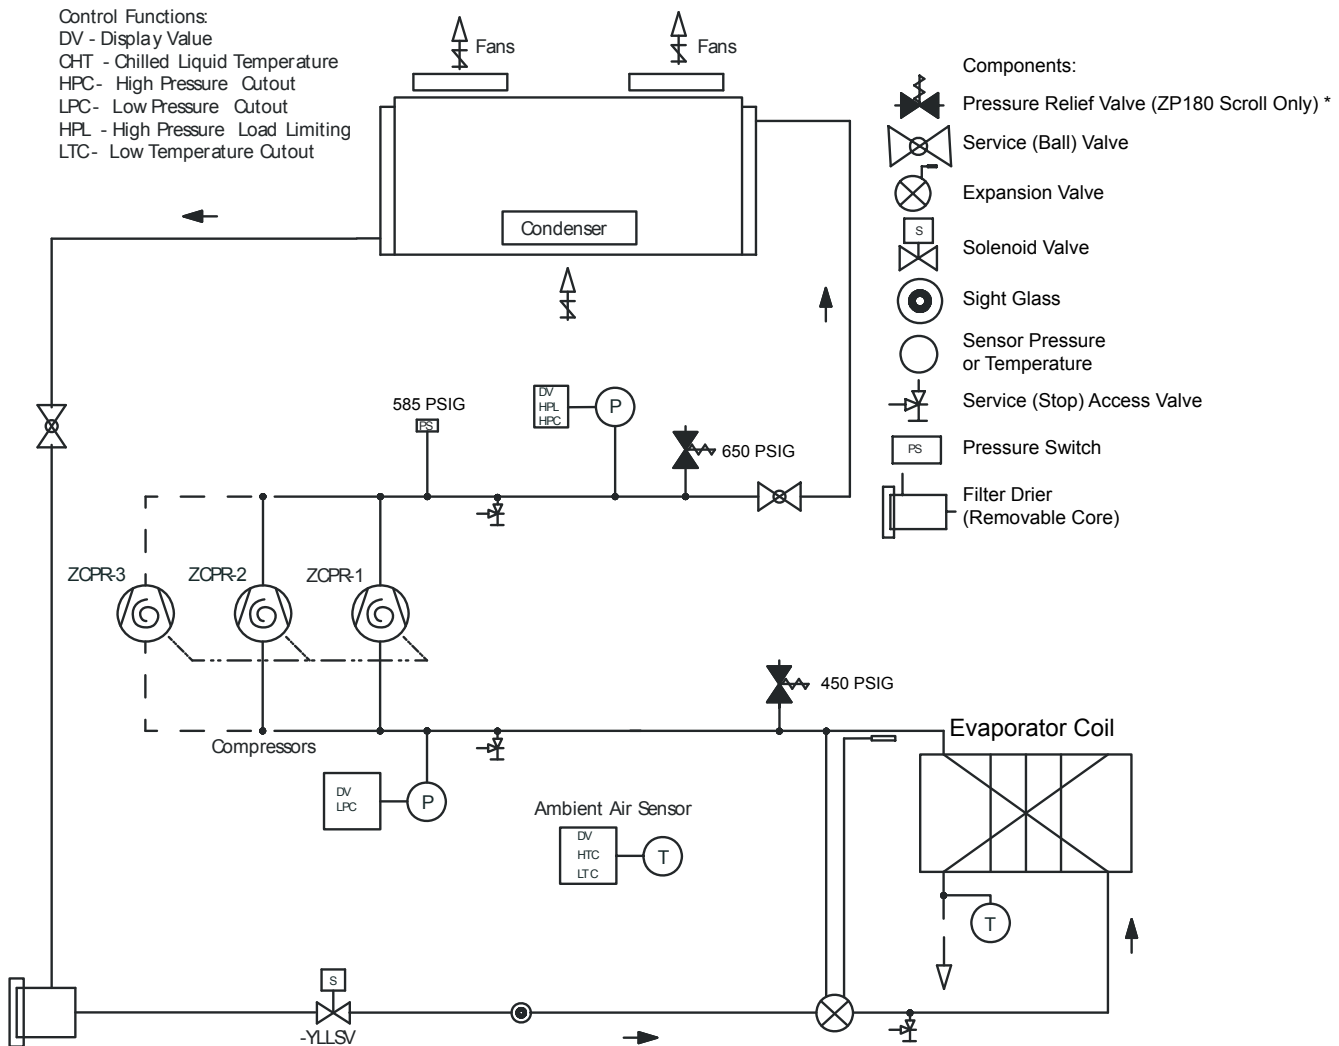 Control Functions:
DV - Display Value
CHT - Chilled Liquid Temperature
HPC- High Pressure Cutout
LPC- Low Pressure Cutout
HPL - High Pressure Load Limiting
LTC- Low Temperature Cutout
Fans
Fans
Condenser
Components:
Pressure Relief Valve (ZP180 Scroll Only) *
Service (Ball) Valve
Expansion Valve
S
Solenoid Valve
Sight Glass
Sensor Pressure
or Temperature
Service (Stop) Access Valve
PS
Pressure Switch
Filter Drier
(Removable Core)
585 PSIG
PS
DV
HPL
HPC
P
650 PSIG
ZCPR-3
ZCPR-2
ZCPR-1
450 PSIG
Compressors
Evaporator Coil
DV
LPC
P
Ambient Air Sensor
DV
HTC
LTC
T
T
S
-YLLSV